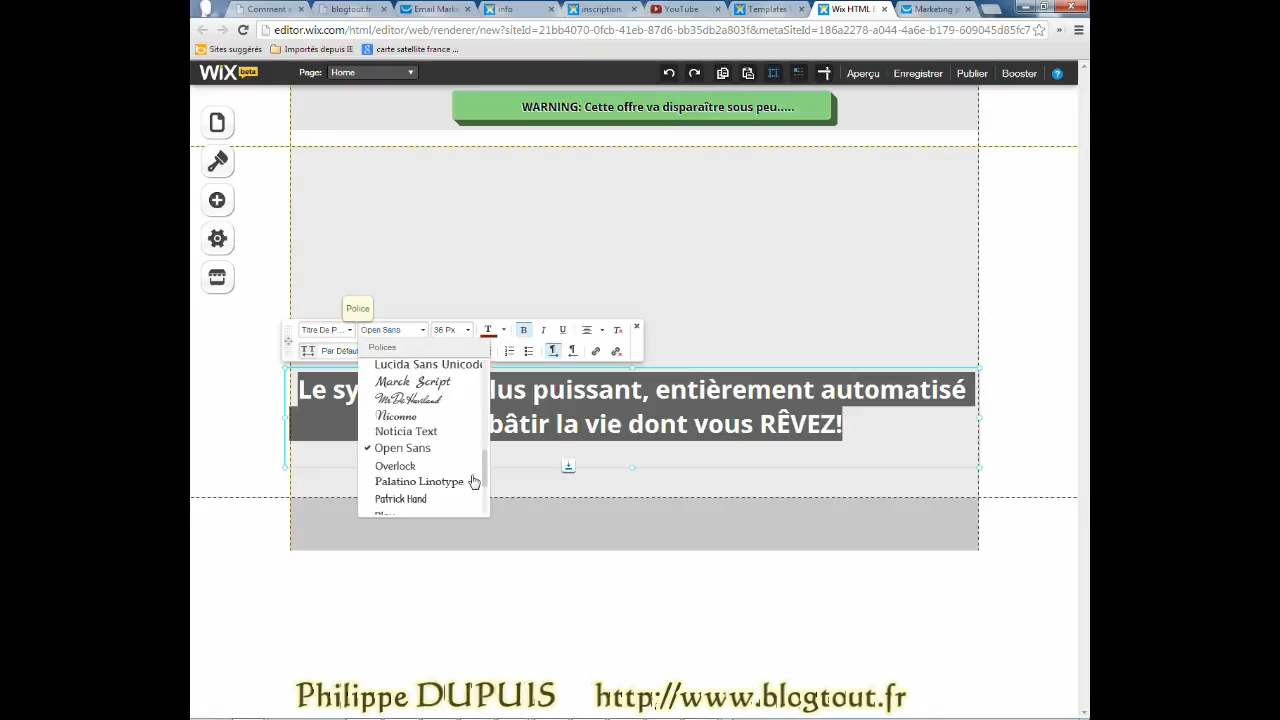 Comment v
blogtout.fr
Email Marke
info
inscription
YouTube
Templates
Wix HTML E
Marketing p
editor.wix.com/html/editor/web/renderer/new?siteId=21bb4070-0fcb-41eb-87d6-bb35db2a803f&metaSiteId=186a2278-a044-4a6e-b179-609045d85fc7
Sites suggérés
Importés depuis IE
carte satellite france ...
WiX beta
Page:
Home
Aperçu
Enregistrer
Publier
Booster
?
WARNING: Cette offre va disparaître sous peu.....
Police
Titre De P...
Open Sans
36 Px
T
B
I
U
Par Défau
Polices
Lucida Sans Unicode
Marck Script
Mr De Haviland
Niconne
Noticia Text
Open Sans
Overlock
Palatino Linotype
Patrick Hand
Le sy lus puissant, entièrement automatisé
bâtir la vie dont vous RÊVEZ!
Philippe DUPUIS http://www.blogtout.fr